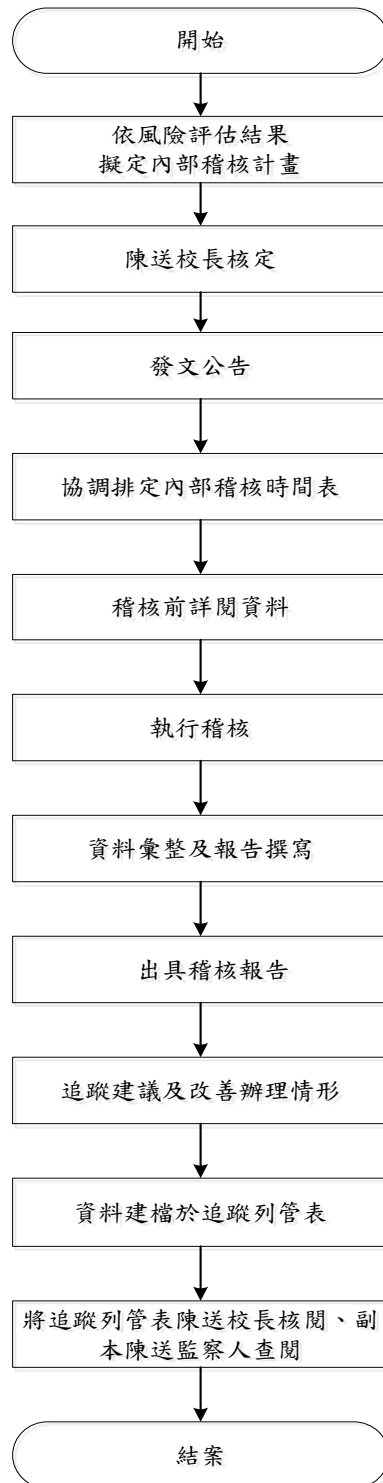 開始
依風險評估結果
擬定內部稽核計畫
陳送校長核定
發文公告
協調排定內部稽核時間表
稽核前詳閱資料
執行稽核
資料彙整及報告撰寫
出具稽核報告
追蹤建議及改善辦理情形
資料建檔於追蹤列管表
將追蹤列管表陳送校長核閱、副
本陳送監察人查閱
結案